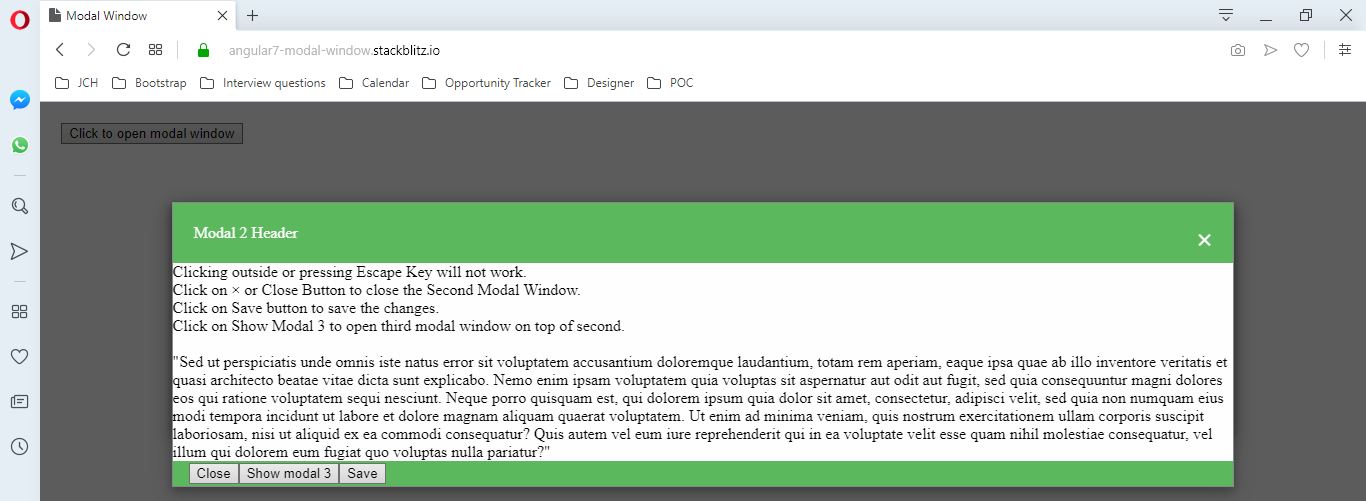 Modal Window
angular7-modal-window.stackblitz.io
JCH Bootstrap Interview questions Calendar Opportunity Tracker Designer POC
Click to open modal window
Modal 2 Header
×
Clicking outside or pressing Escape Key will not work.
Click on × or Close Button to close the Second Modal Window.
Click on Save button to save the changes.
Click on Show Modal 3 to open third modal window on top of second.
"Sed ut perspiciatis unde omnis iste natus error sit voluptatem accusantium doloremque laudantium, totam rem aperiam, eaque ipsa quae ab illo inventore veritatis et
quasi architecto beatae vitae dicta sunt explicabo. Nemo enim ipsam voluptatem quia voluptas sit aspernatur aut odit aut fugit, sed quia consequuntur magni dolores
eos qui ratione voluptatem sequi nesciunt. Neque porro quisquam est, qui dolorem ipsum quia dolor sit amet, consectetur, adipisci velit, sed quia non numquam eius
modi tempora incidunt ut labore et dolore magnam aliquam quaerat voluptatem. Ut enim ad minima veniam, quis nostrum exercitationem ullam corporis suscipit
laboriosam, nisi ut aliquid ex ea commodi consequatur? Quis autem vel eum iure reprehenderit qui in ea voluptate velit esse quam nihil molestiae consequatur, vel
illum qui dolorem eum fugiat quo voluptas nulla pariatur?"
Close Show modal 3 Save